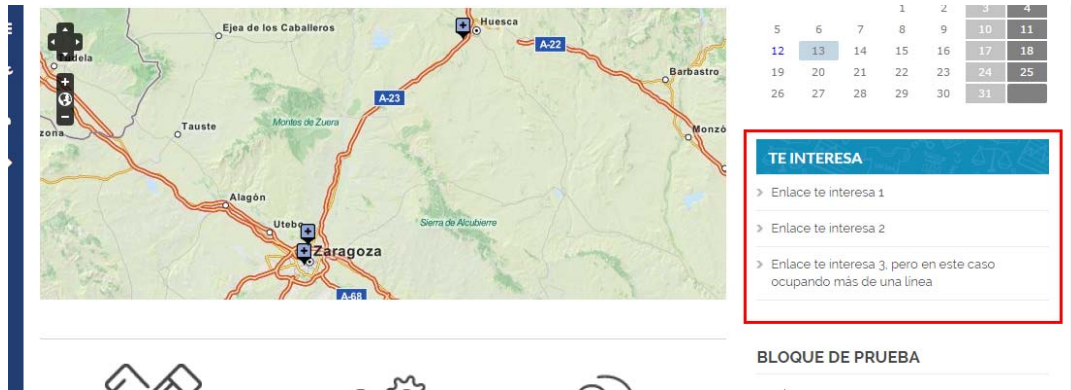 Ejea de los Caballeros
Huesca
A-22
Barbastro
A-23
Tauste
Montes de Zuera
Alagón
Utebo
Sierra de Alcubierre
Zaragoza
A-68
1 2 3 4
5 6 7 8 9 10 11
12 13 14 15 16 17 18
19 20 21 22 23 24 25
26 27 28 29 30 31
TE INTERESA
Enlace te interesa 1
Enlace te interesa 2
Enlace te interesa 3, pero en este caso
ocupando más de una línea
BLOQUE DE PRUEBA